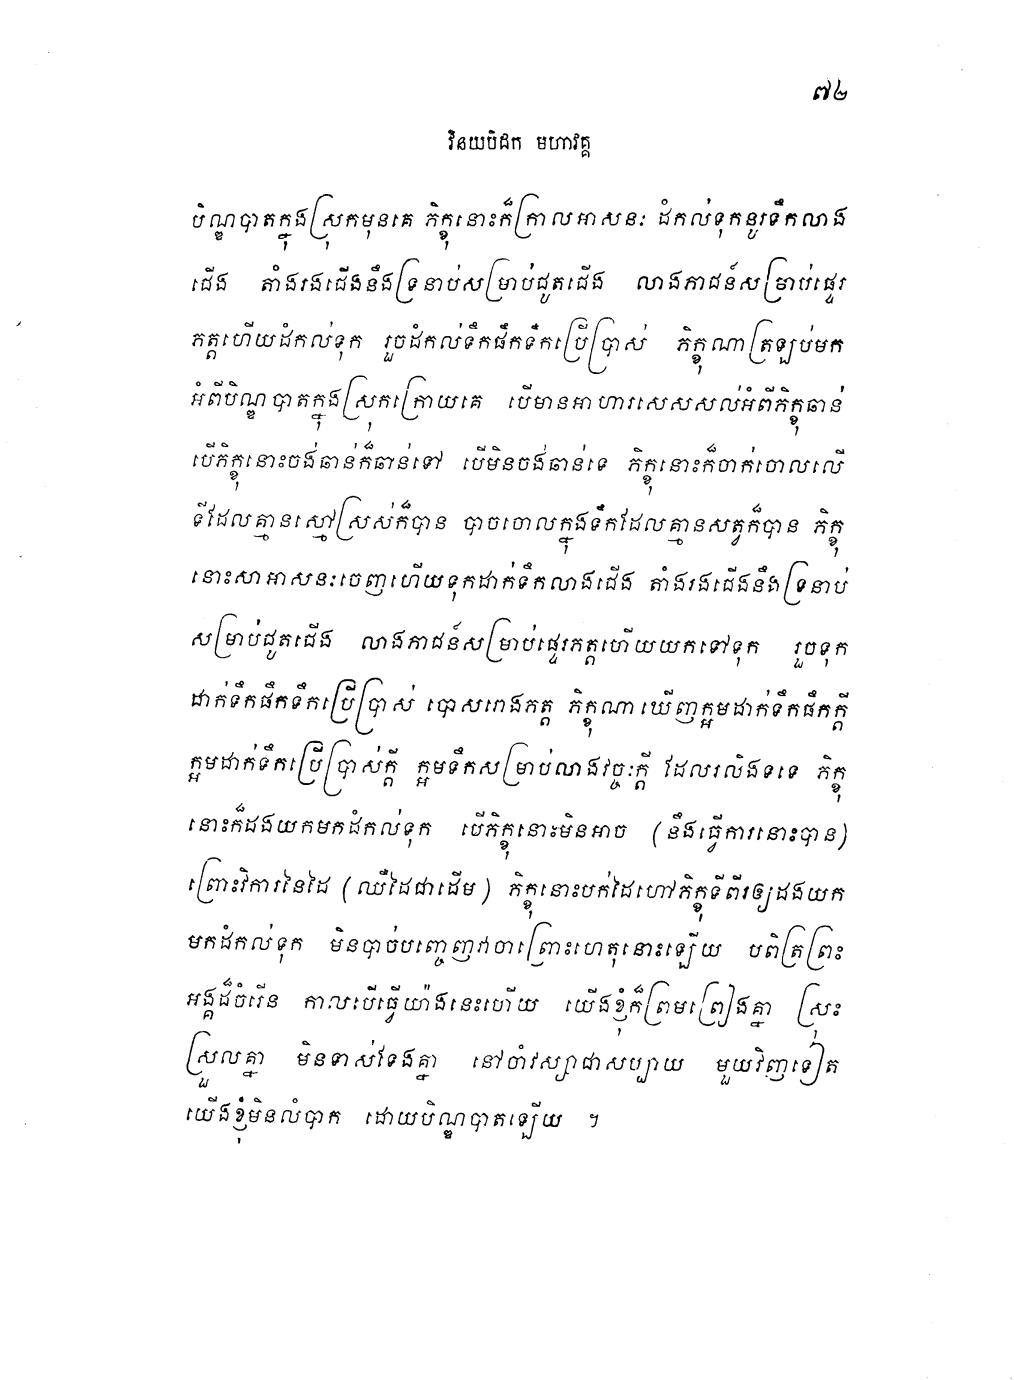 ៧២
វិនយបិដក មហាវគ្គ
បិណ្ឌបាតក្នុងស្រុកមុនគេ ភិក្ខុនោះក៏ក្រាលអាសនៈ ដំកល់ទុកនូវទឹកលាង
ជើង តាំងរងជើងនឹងទ្រនាប់សម្រាប់ជូតជើង លាងភាជន៍សម្រាប់ផ្ទេរ
ភត្តហើយដំកល់ទុក រួចដំកល់ទឹកផឹកទឹកប្រើប្រាស់ ភិក្ខុណាត្រឡប់មក
អំពីបិណ្ឌបាតក្នុងស្រុកក្រោយគេ បើមានអាហារសេសសល់អំពីភិក្ខុឆាន់
បើភិក្ខុនោះចង់ឆាន់ក៏ឆាន់ទៅ បើមិនចង់ឆាន់ទេ ភិក្ខុនោះក៏ចាក់ចោលលើ
ទីដែលគ្មានស្មៅស្រស់ក៏បាន បាចចោលក្នុងទឹកដែលគ្មានសត្វក៏បាន ភិក្ខុ
នោះសាអាសនៈចេញហើយទុកដាក់ទឹកលាងជើង តាំងរងជើងនឹងទ្រនាប់
សម្រាប់ជូតជើង លាងភាជន៍សម្រាប់ផ្ទេរភត្តហើយយកទៅទុក រួចទុក
ដាក់ទឹកផឹកទឹកប្រើប្រាស់ បោសរោងភត្ត ភិក្ខុណាឃើញក្អមដាក់ទឹកផឹកក្តី
ក្អមដាក់ទឹកប្រើប្រាស់ក្តី ក្អមទឹកសម្រាប់លាងវច្ចៈក្តី ដែលរលិងទទេ ភិក្ខុ
នោះក៏ដងយកមកដំកល់ទុក បើភិក្ខុនោះមិនអាច (នឹងធ្វើការនោះបាន)
ព្រោះវិការនៃដៃ (ឈឺដៃជាដើម) ភិក្ខុនោះបក់ដៃហៅភិក្ខុទីពីរឲ្យដងយក
មកដំកល់ទុក មិនបាច់បញ្ចេញវាចាព្រោះហេតុនោះឡើយ បពិត្រព្រះ
អង្គដ៏ចំរើន កាលបើធ្វើយ៉ាងនេះហើយ យើងខ្ញុំក៏ព្រមព្រៀងគ្នា ស្រុះ
ស្រួលគ្នា មិនទាស់ទែងគ្នា នៅចាំវស្សាជាសប្បាយ មួយវិញទៀត
យើងខ្ញុំមិនលំបាក ដោយបិណ្ឌបាតឡើយ ។